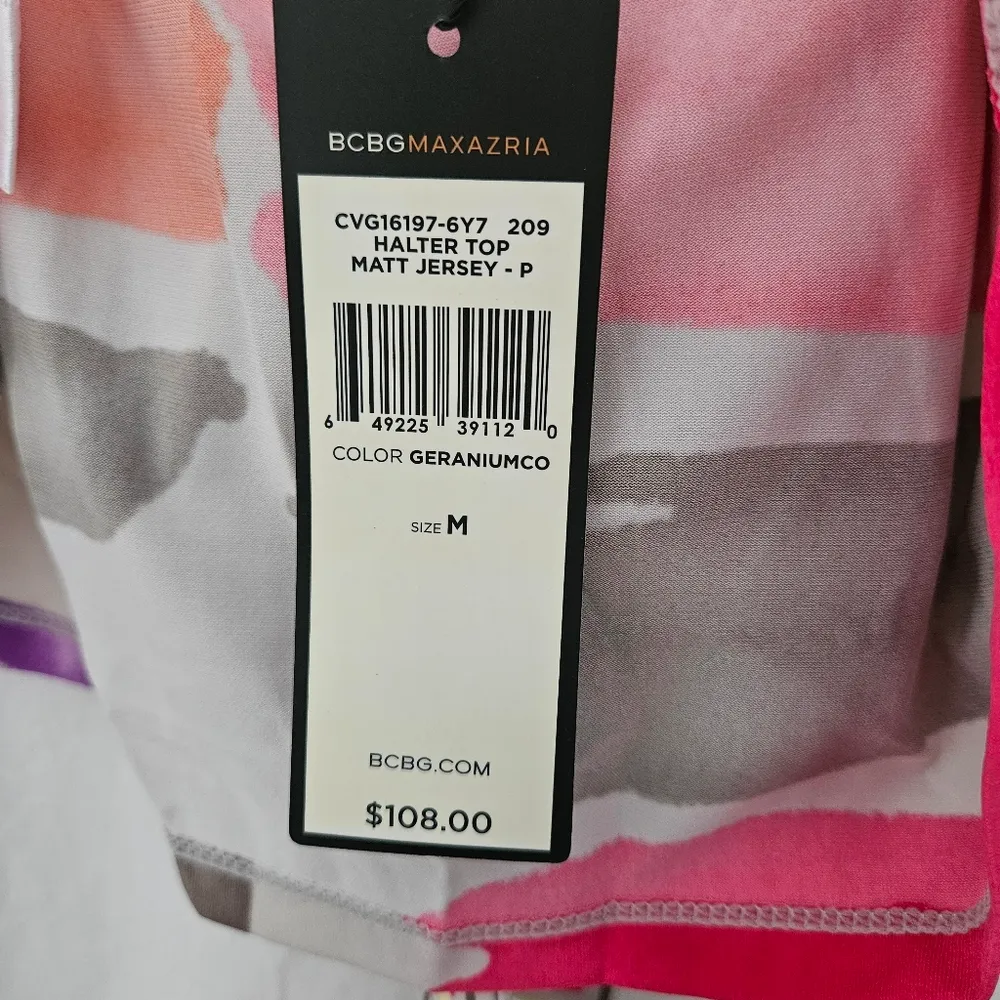 BCBGMAXAZRIA
CVG16197-6Y7 209
HALTER TOP
MATT JERSEY - P
6 49225 39112 0
COLOR GERANIUMCO
SIZE M
BCBG.COM
$108.00